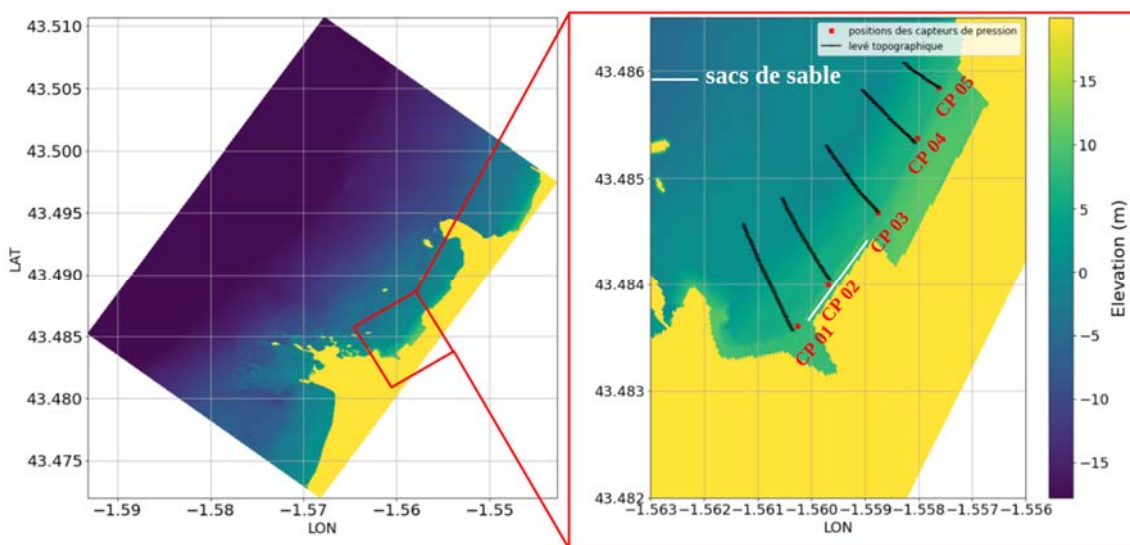 43.510
43.505
43.500
43.495
43.490
43.485
43.480
43.475
LAT
−1.59
−1.58
−1.57
−1.56
−1.55
LON
positions des capteurs de pression
levé topographique
sacs de sable
43.486
43.485
43.484
43.483
43.482
CP 05
CP 04
CP 03
CP 02
CP 01
−1.563
−1.562
−1.561
−1.560
−1.559
−1.558
−1.557
−1.556
LON
15
10
5
0
−5
−10
−15
Elevation (m)